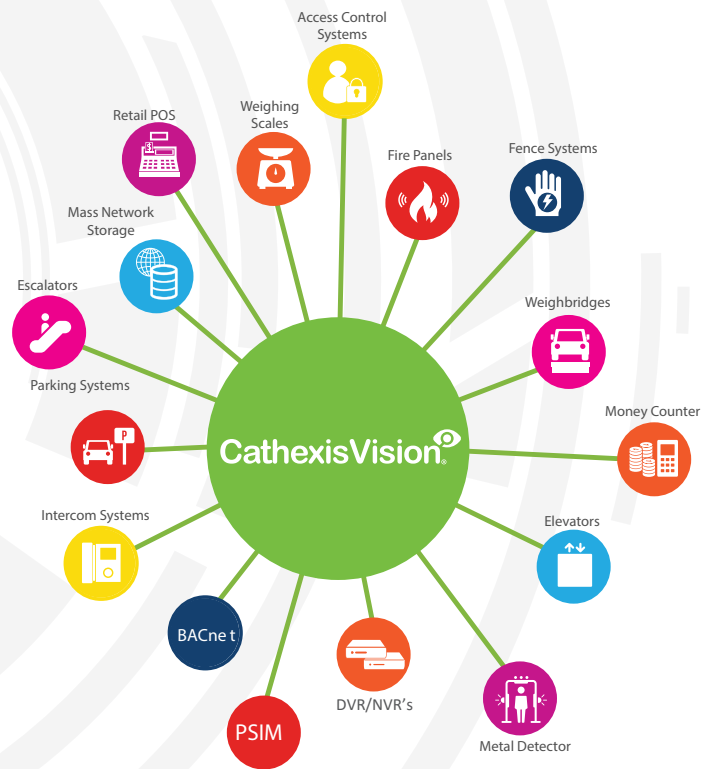 Access Control
Systems
Retail POS
Weighing
Scales
Fire Panels
Fence Systems
Mass Network
Storage
Escalators
Weighbridges
Parking Systems
P
Money Counter
CathexisVision®
Intercom Systems
Elevators
BACne t
DVR/NVR's
PSIM
Metal Detector